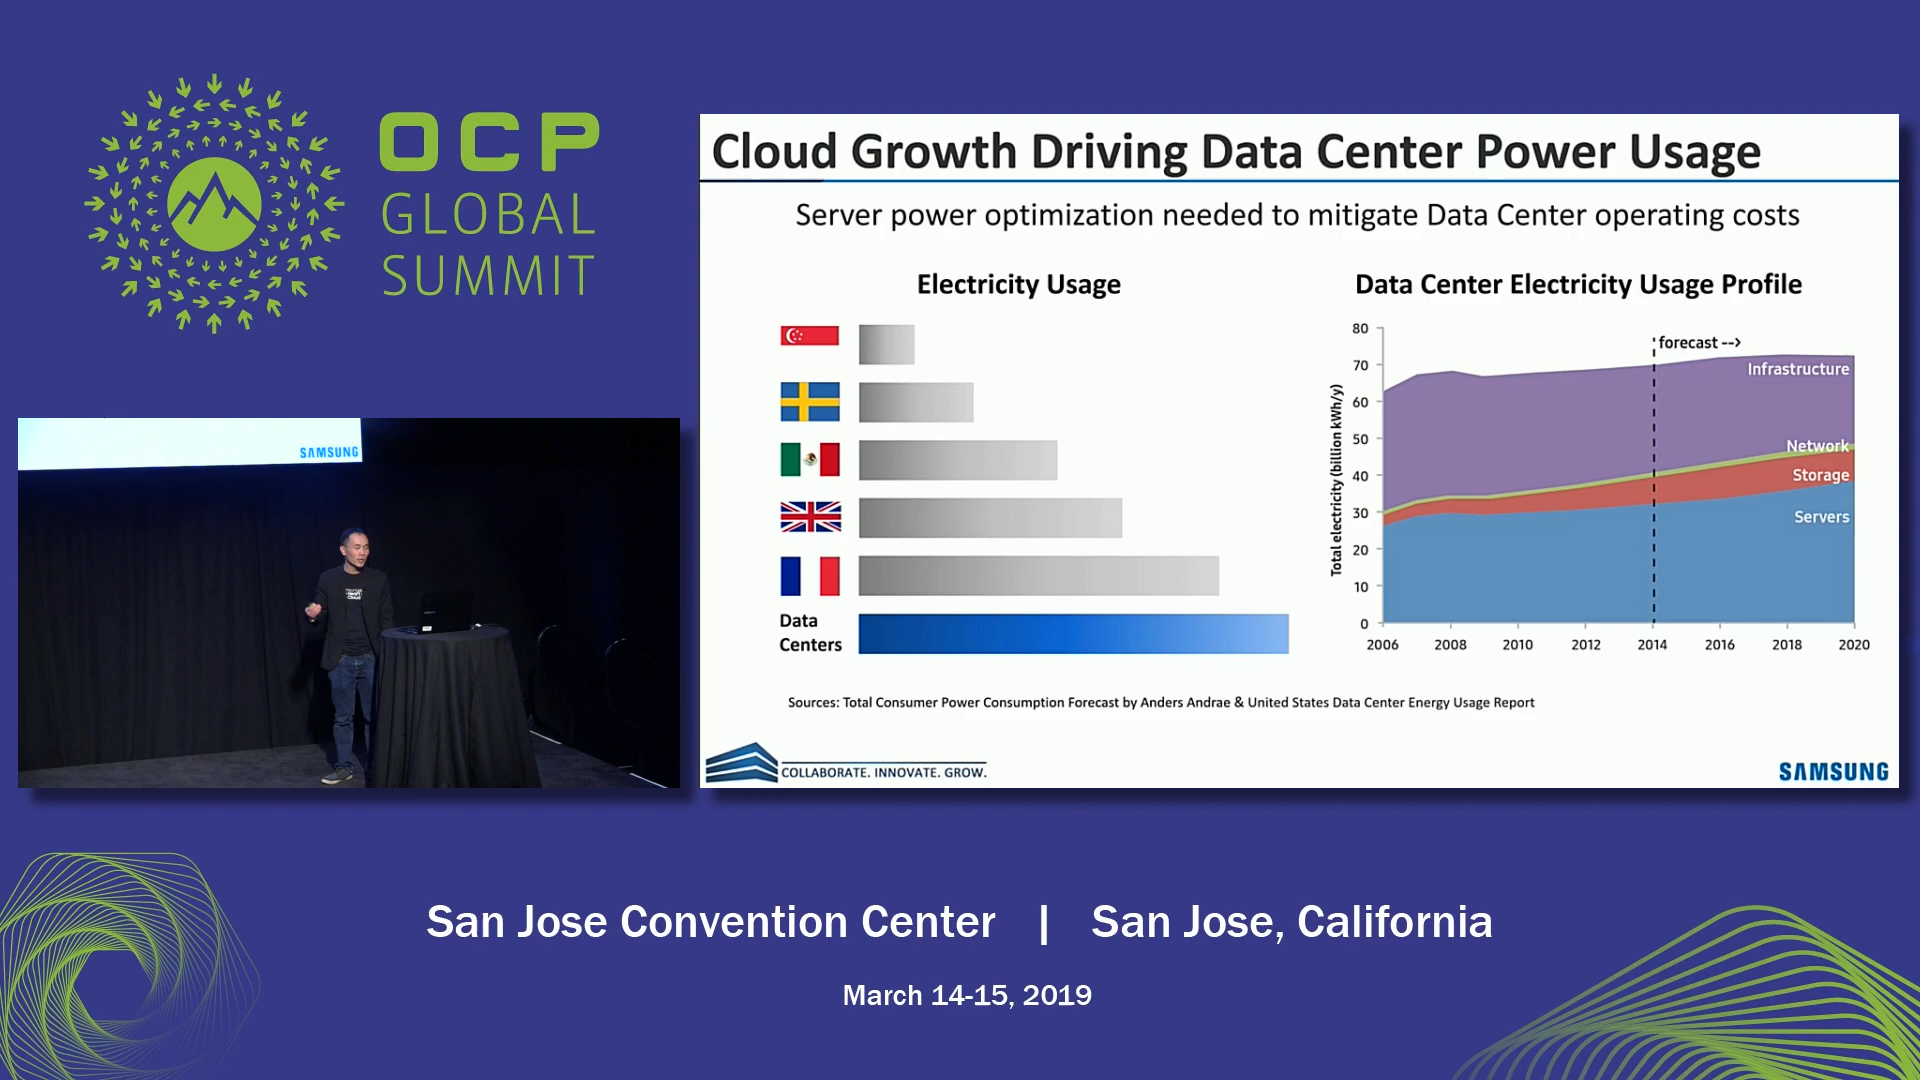 OCP
GLOBAL
SUMMIT
SAMSUNG
Cloud Growth Driving Data Center Power Usage
Server power optimization needed to mitigate Data Center operating costs
Electricity Usage
Data
Centers
Data Center Electricity Usage Profile
Total electricity (billion kWh/y)
80
70
60
50
40
30
20
10
0
forecast -->
Infrastructure
Network
Storage
Servers
2006 2008 2010 2012 2014 2016 2018 2020
Sources: Total Consumer Power Consumption Forecast by Anders Andrae & United States Data Center Energy Usage Report
COLLABORATE. INNOVATE. GROW.
SAMSUNG
San Jose Convention Center | San Jose, California
March 14-15, 2019